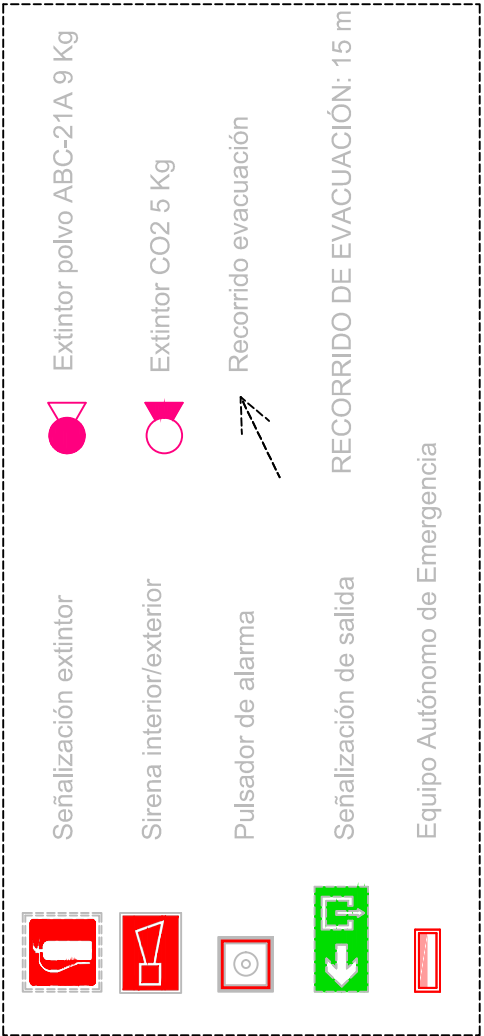 Señalización extintor
Extintor polvo ABC-21A 9 Kg
Sirena interior/exterior
Extintor CO2 5 Kg
Pulsador de alarma
Recorrido evacuación
Señalización de salida
RECORRIDO DE EVACUACIÓN: 15 m
Equipo Autónomo de Emergencia